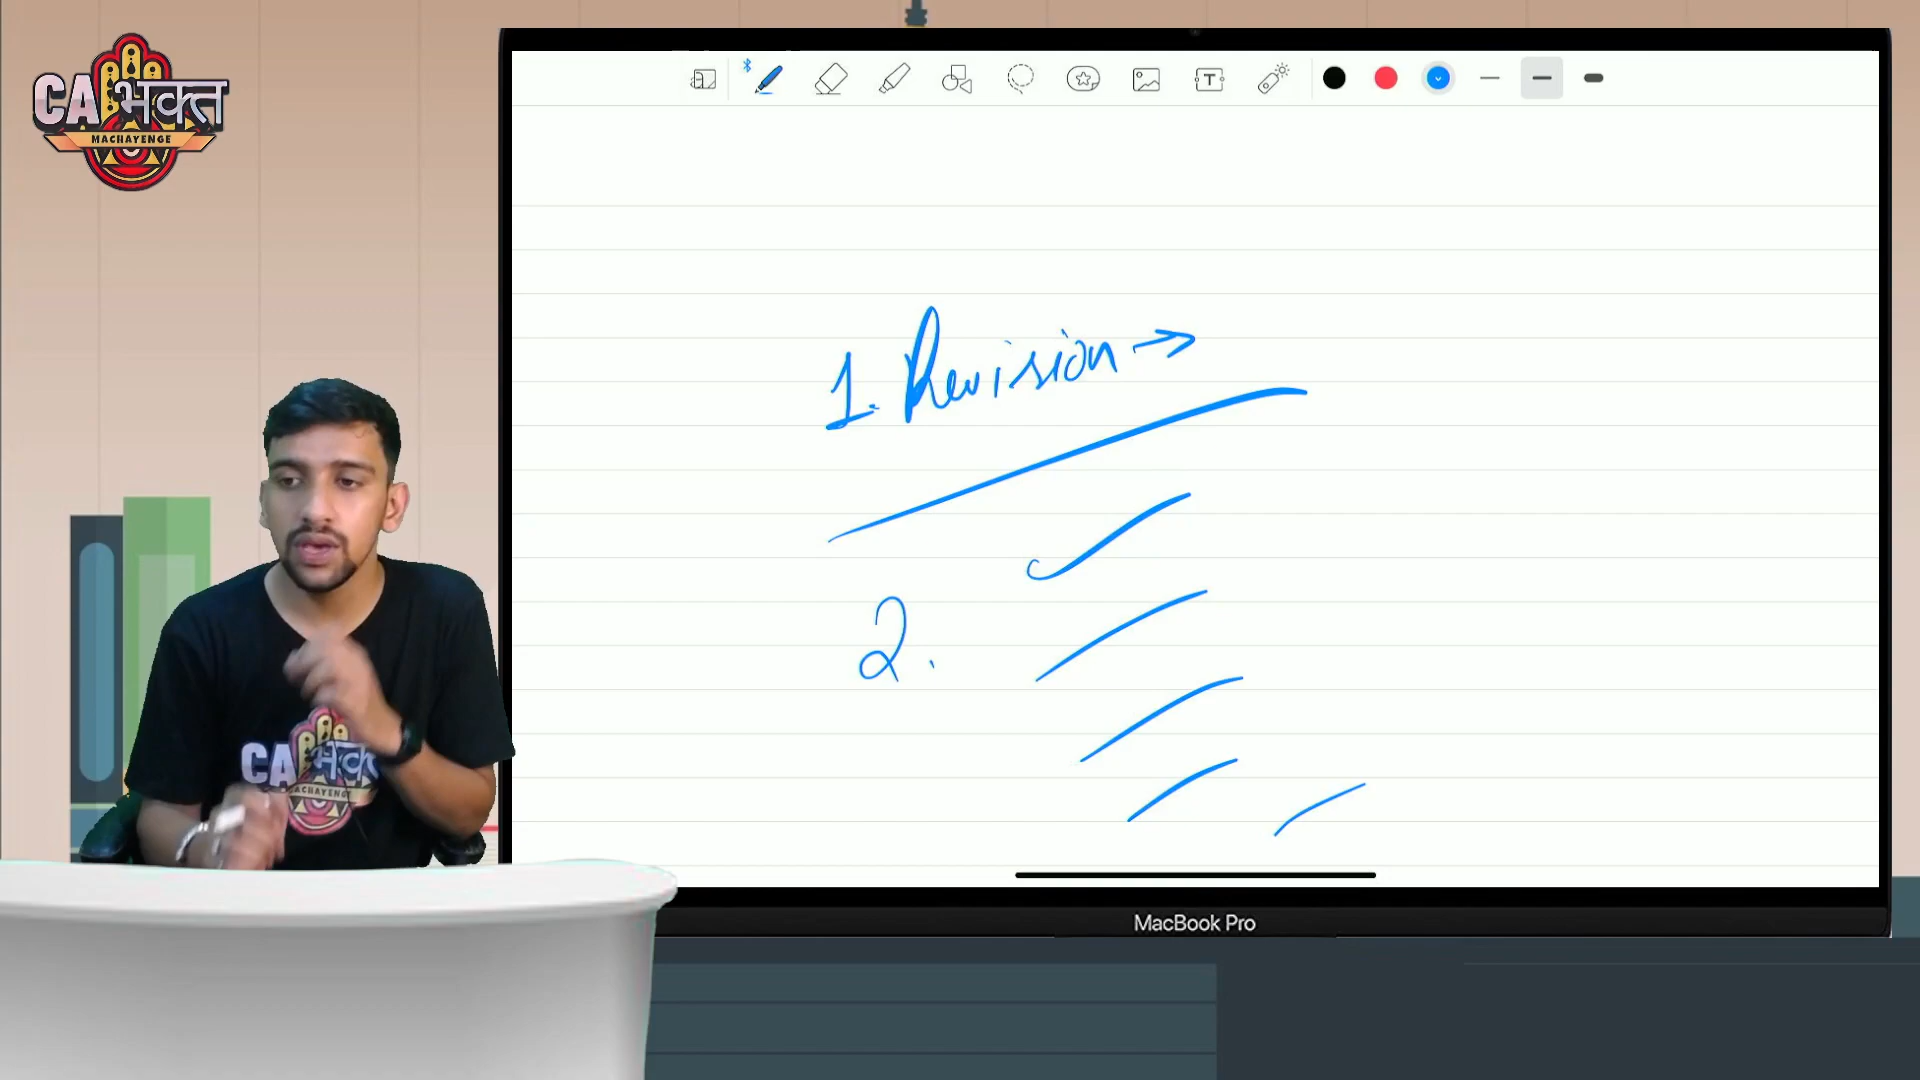 CA भक्त
MACHAYENGE
1. Revision →
2.
CA भक्त
MACHAYENGE
T
MacBook Pro